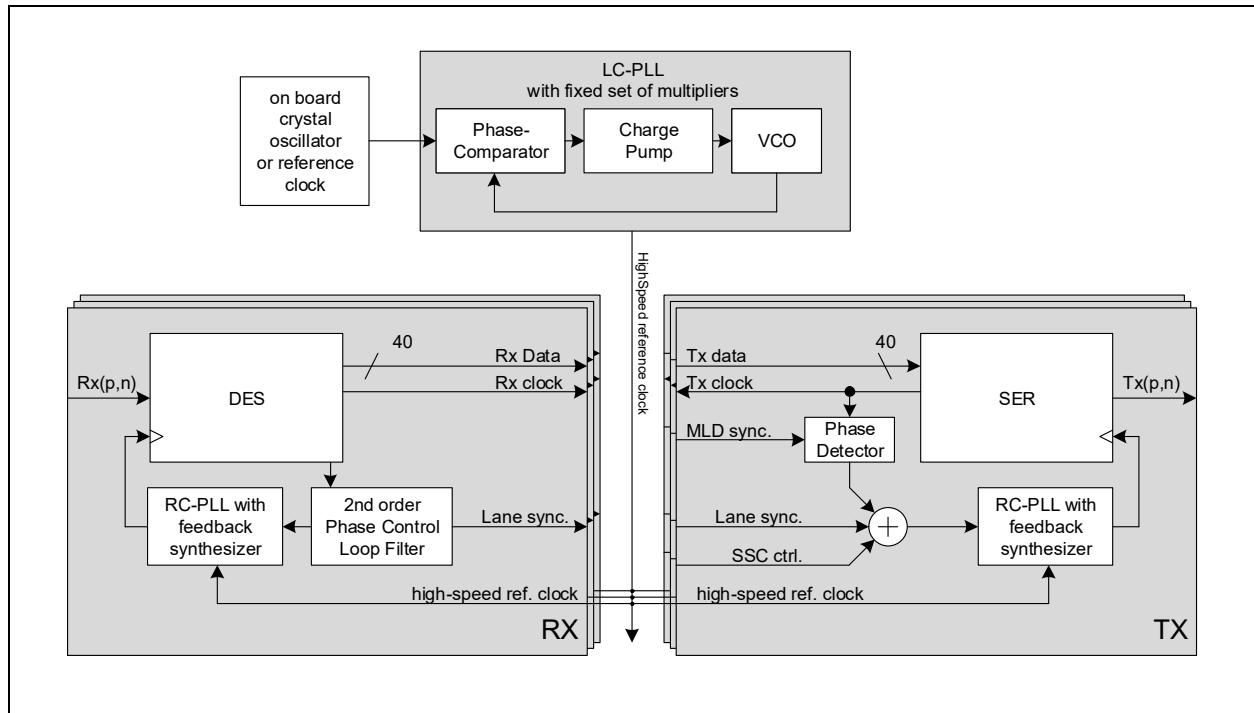 LC-PLL
with fixed set of multipliers
on board
crystal
oscillator
or reference
clock
Phase-
Comparator
Charge
Pump
VCO
HighSpeed reference clock
40
Rx Data
Rx clock
Rx(p,n)
DES
RC-PLL with
feedback
synthesizer
2nd order
Phase Control
Loop Filter
Lane sync.
high-speed ref. clock
RX
Tx data
40
Tx clock
SER
Tx(p,n)
MLD sync.
Phase
Detector
Lane sync.
SSC ctrl.
+
RC-PLL with
feedback
synthesizer
high-speed ref. clock
TX